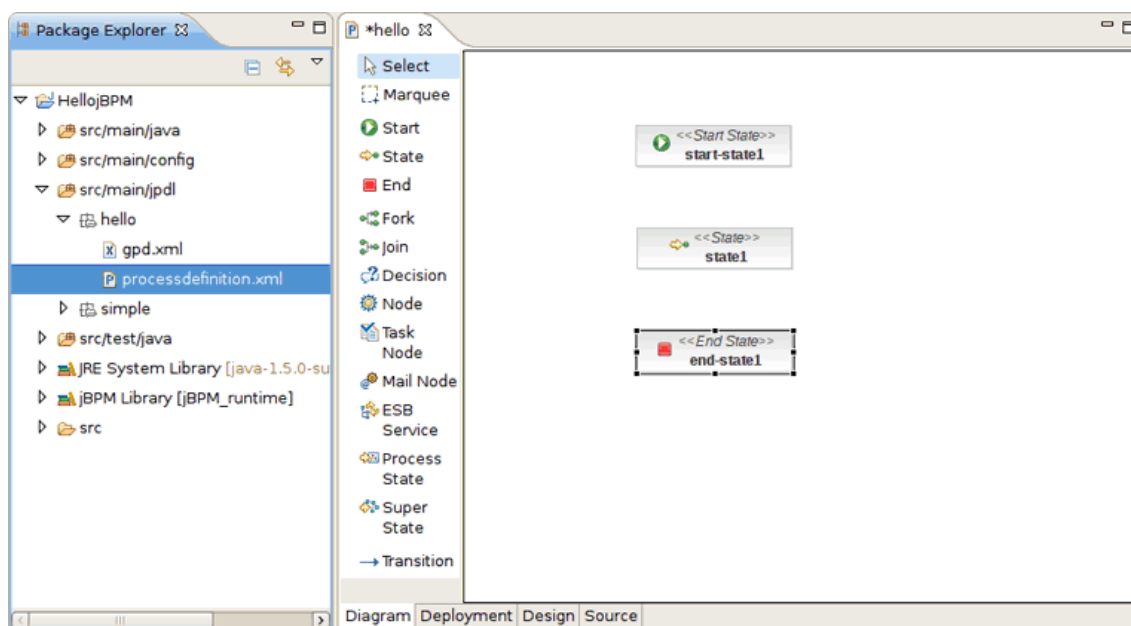 Package Explorer
HellojBPM
src/main/java
src/main/config
src/main/jpdl
hello
gpd.xml
processdefinition.xml
simple
src/test/java
JRE System Library [java-1.5.0-su
jBPM Library [jBPM_runtime]
src
*hello
Select
Marquee
Start
State
End
Fork
Join
Decision
Node
Task
Node
Mail Node
ESB
Service
Process
State
Super
State
Transition
<<Start State>>
start-state1
<<State>>
state1
<<End State>>
end-state1
Diagram Deployment Design Source